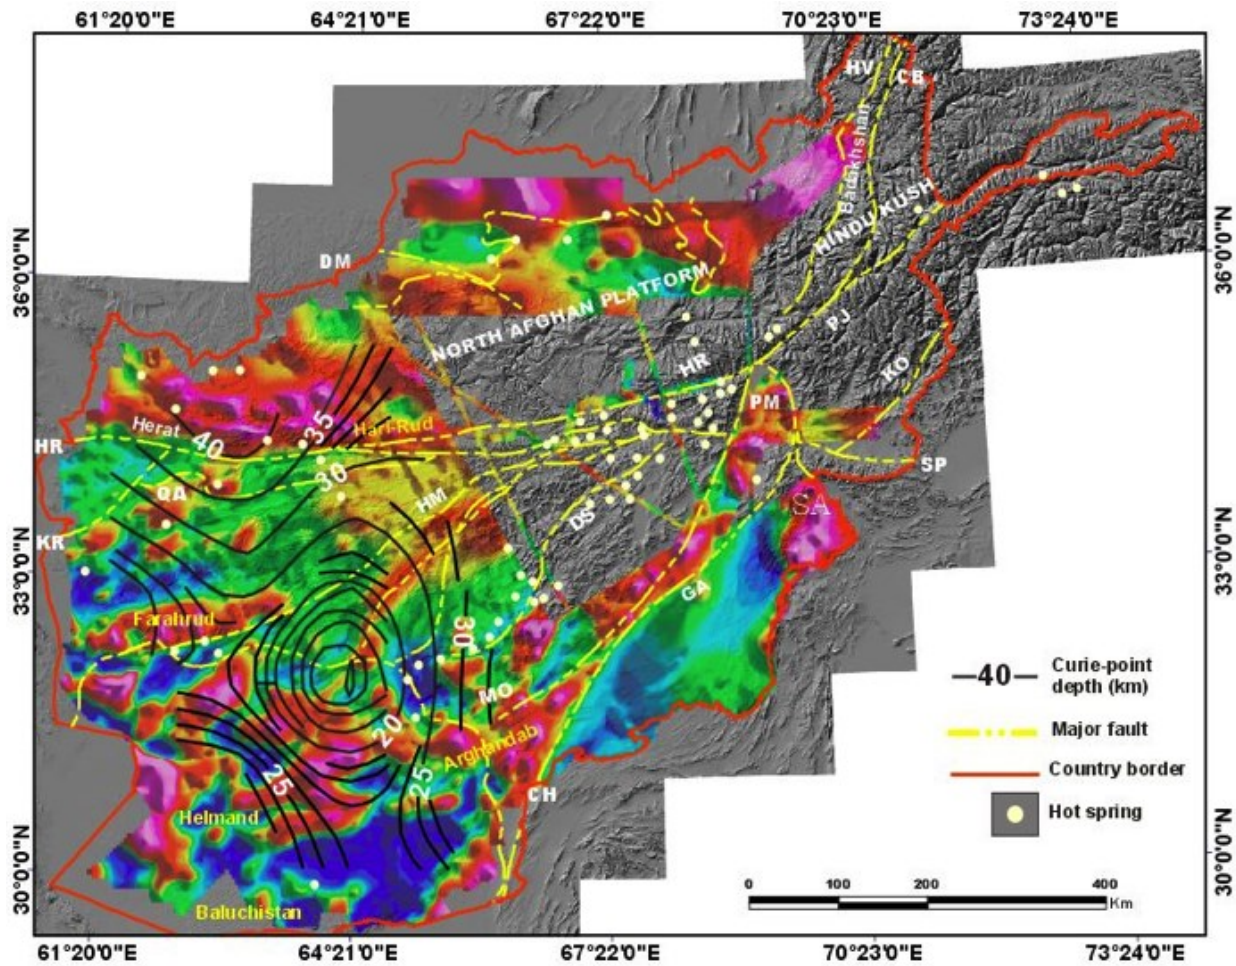 61°20'0"E 64°21'0"E 67°22'0"E 70°23'0"E 73°24'0"E
HV CB
Badakhshan
HINDU KUSH
36°0'0"N
36°0'0"N
DM
NORTH AFGHAN PLATFORM
PJ
HR
KO
PM
35
Herat
Hari-Rud
40
HR
SP
30
QA
HM
SA
DS
KR
33°0'0"N
33°0'0"N
GA
Farahrud
30
40 Curie-point
depth (km)
MO
20
Major fault
Arghandab
Country border
25
25
CH
Hot spring
Helmand
30°0'0"N
30°0'0"N
0 100 200 400
Km
Baluchistan
61°20'0"E 64°21'0"E 67°22'0"E 70°23'0"E 73°24'0"E